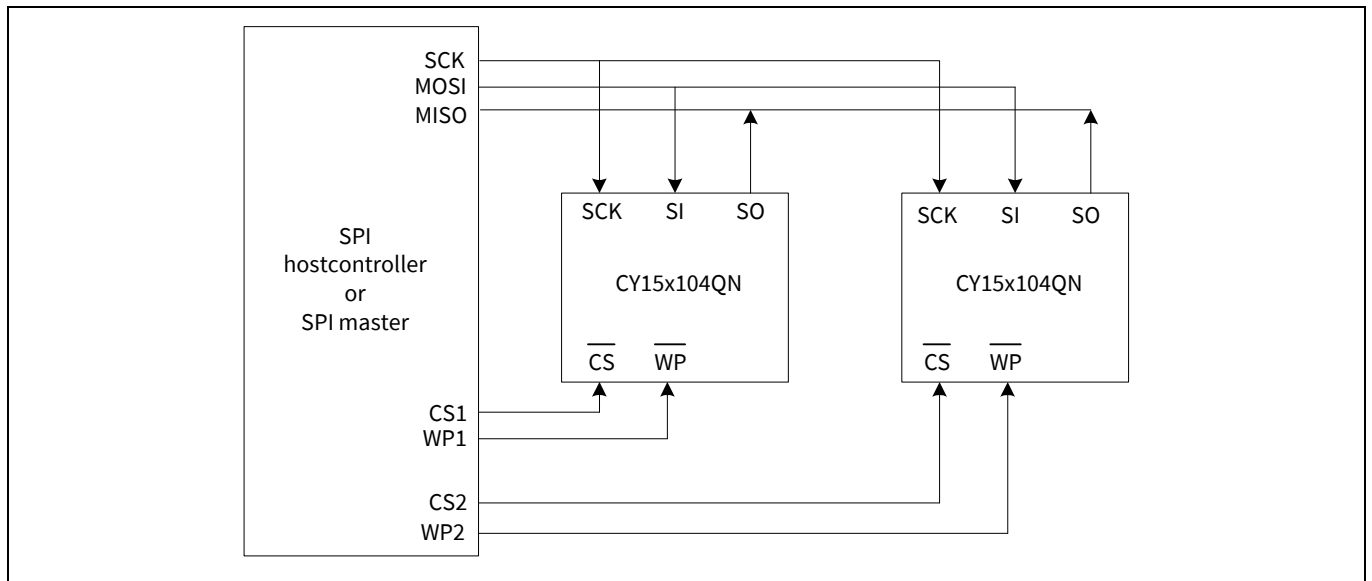 SCK
MOSI
MISO
SPI
hostcontroller
or
SPI master
SCK SI SO
CY15x104QN
CS WP
SCK SI SO
CY15x104QN
CS WP
CS1
WP1
CS2
WP2